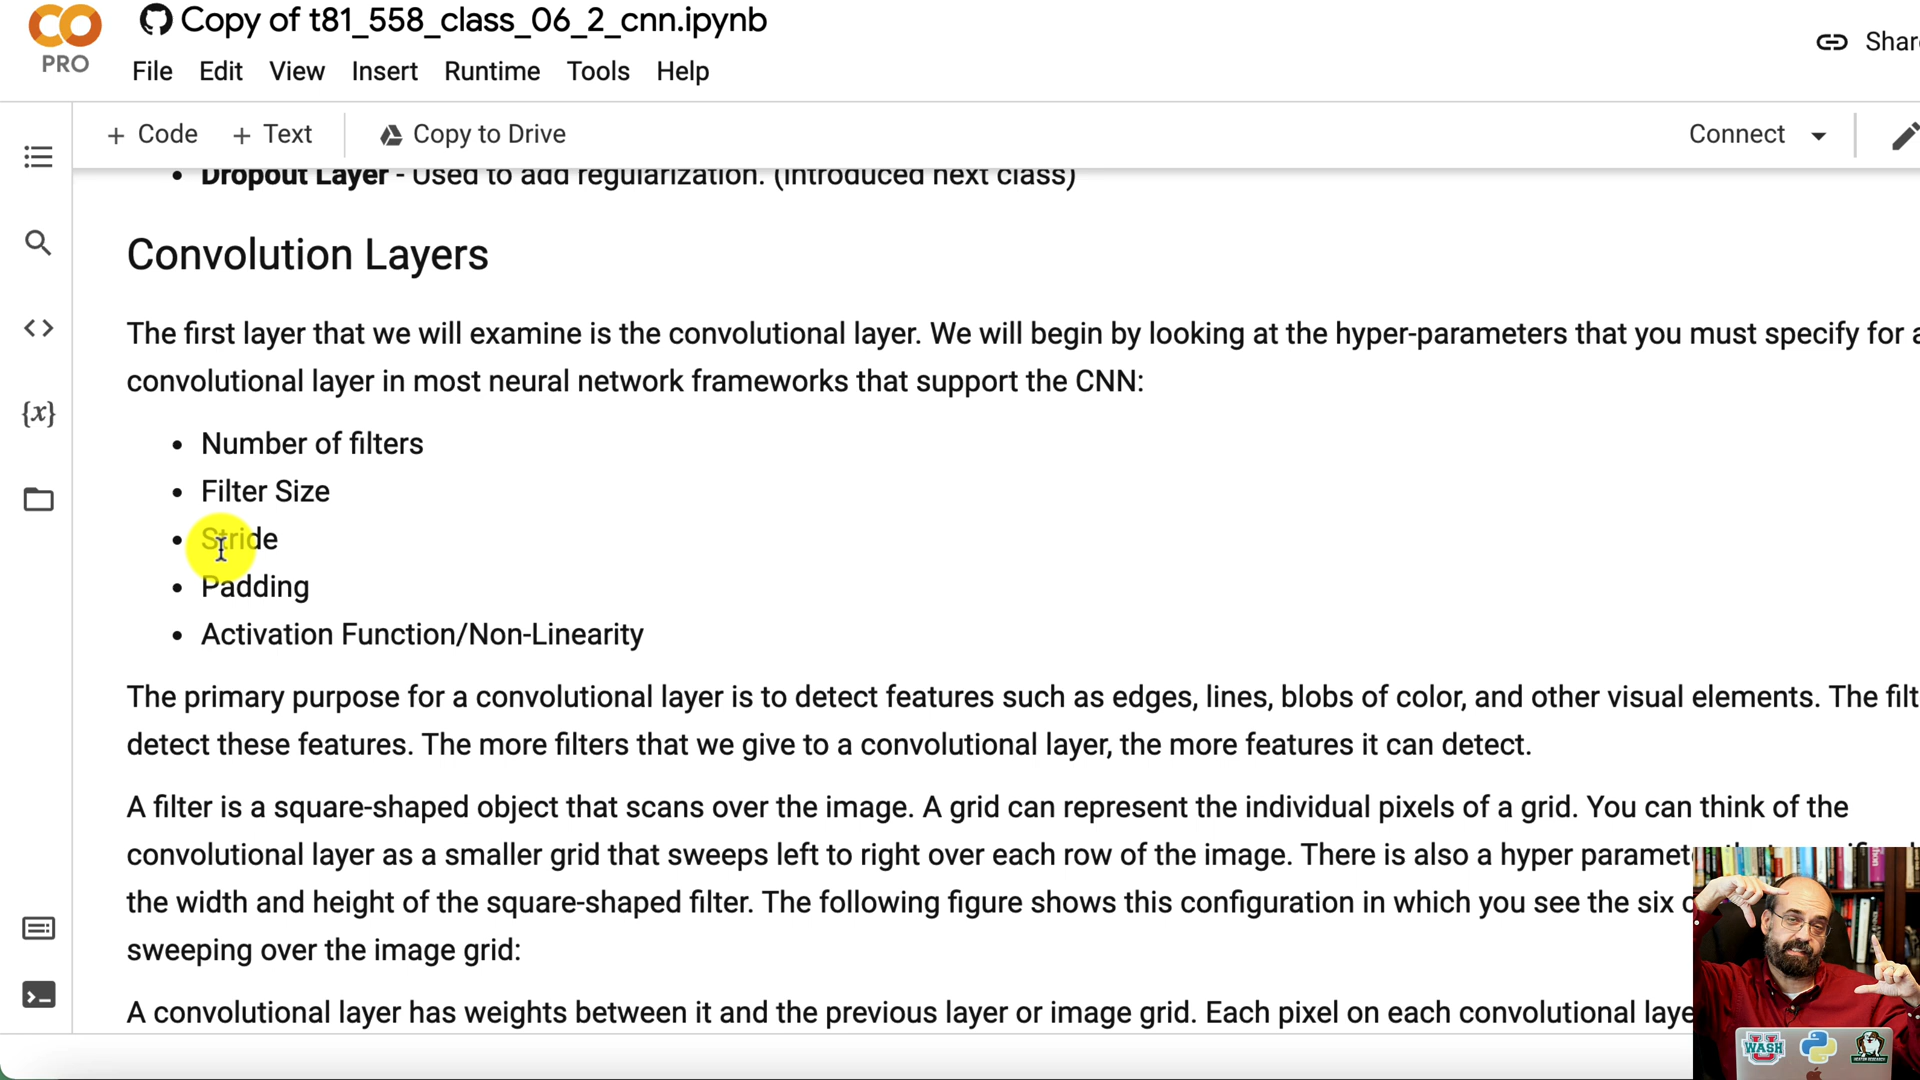 Copy of t81_558_class_06_2_cnn.ipynb
PRO
File Edit View Insert Runtime Tools Help
Share
+ Code + Text Copy to Drive
Connect
• Dropout Layer - Used to add regularization. (Introduced next class)
Convolution Layers
The first layer that we will examine is the convolutional layer. We will begin by looking at the hyper-parameters that you must specify for a
convolutional layer in most neural network frameworks that support the CNN:
• Number of filters
• Filter Size
• Stride
• Padding
• Activation Function/Non-Linearity
The primary purpose for a convolutional layer is to detect features such as edges, lines, blobs of color, and other visual elements. The filt
detect these features. The more filters that we give to a convolutional layer, the more features it can detect.
A filter is a square-shaped object that scans over the image. A grid can represent the individual pixels of a grid. You can think of the
convolutional layer as a smaller grid that sweeps left to right over each row of the image. There is also a hyper
the width and height of the square-shaped filter. The following figure shows this configuration in which you see the six
sweeping over the image grid:
A convolutional layer has weights between it and the previous layer or image grid. Each pixel on each convolutional laye
WASH